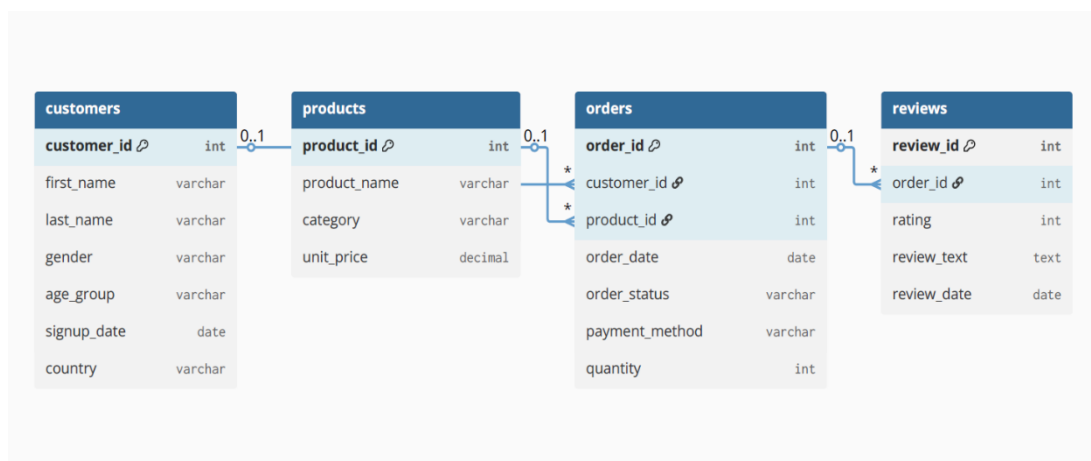 customers
customer_id int
first_name varchar
last_name varchar
gender varchar
age_group varchar
signup_date date
country varchar
0..1
products
product_id int
product_name varchar
category varchar
unit_price decimal
0..1
*
*
orders
order_id int
customer_id int
product_id int
order_date date
order_status varchar
payment_method varchar
quantity int
0..1
*
reviews
review_id int
order_id int
rating int
review_text text
review_date date